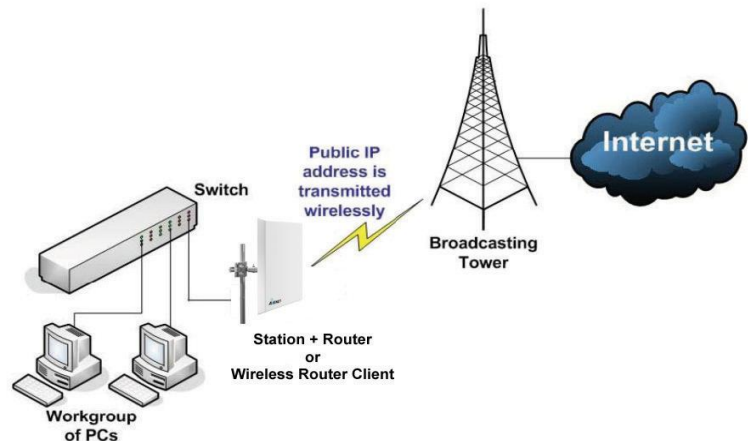 Internet
Public IP
address is
transmitted
wirelessly
Switch
Broadcasting
Tower
Station + Router
or
Wireless Router Client
Workgroup
of PCs